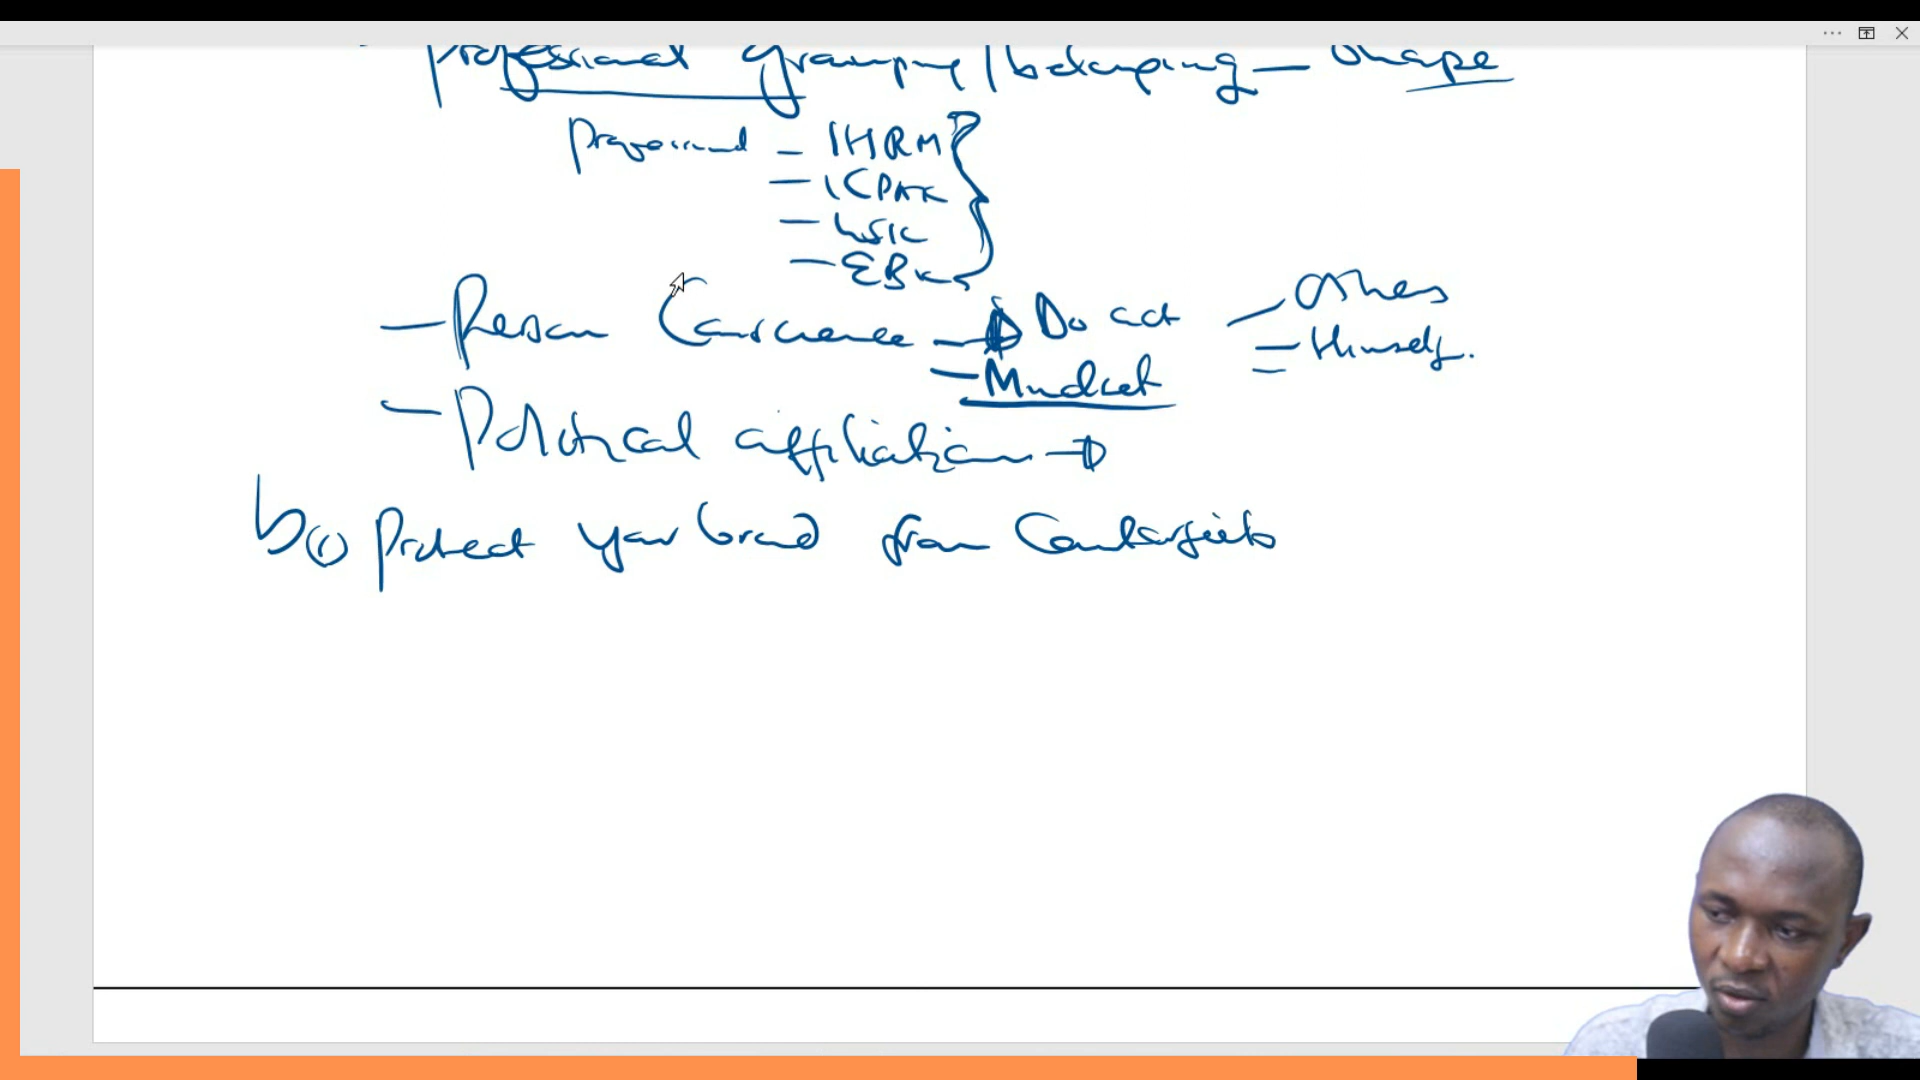 professional grouping/belonging – shape
Professional – IHRM
– ICPAK
– LSK
– EBK
– Person Conscience → Do act – Others
– Mindset – Himself.
– Political affiliation →
b(i) Protect your brand from Counterfeits